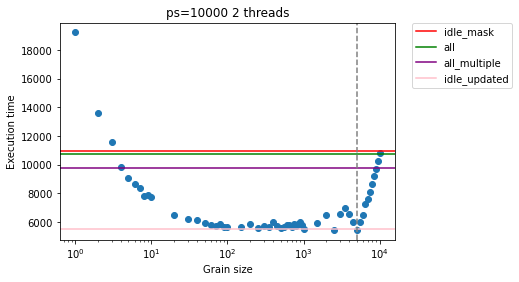 ps=10000 2 threads
Execution time
18000
16000
14000
12000
10000
8000
6000
10^0
10^1
10^2
10^3
10^4
Grain size
idle_mask
all
all_multiple
idle_updated